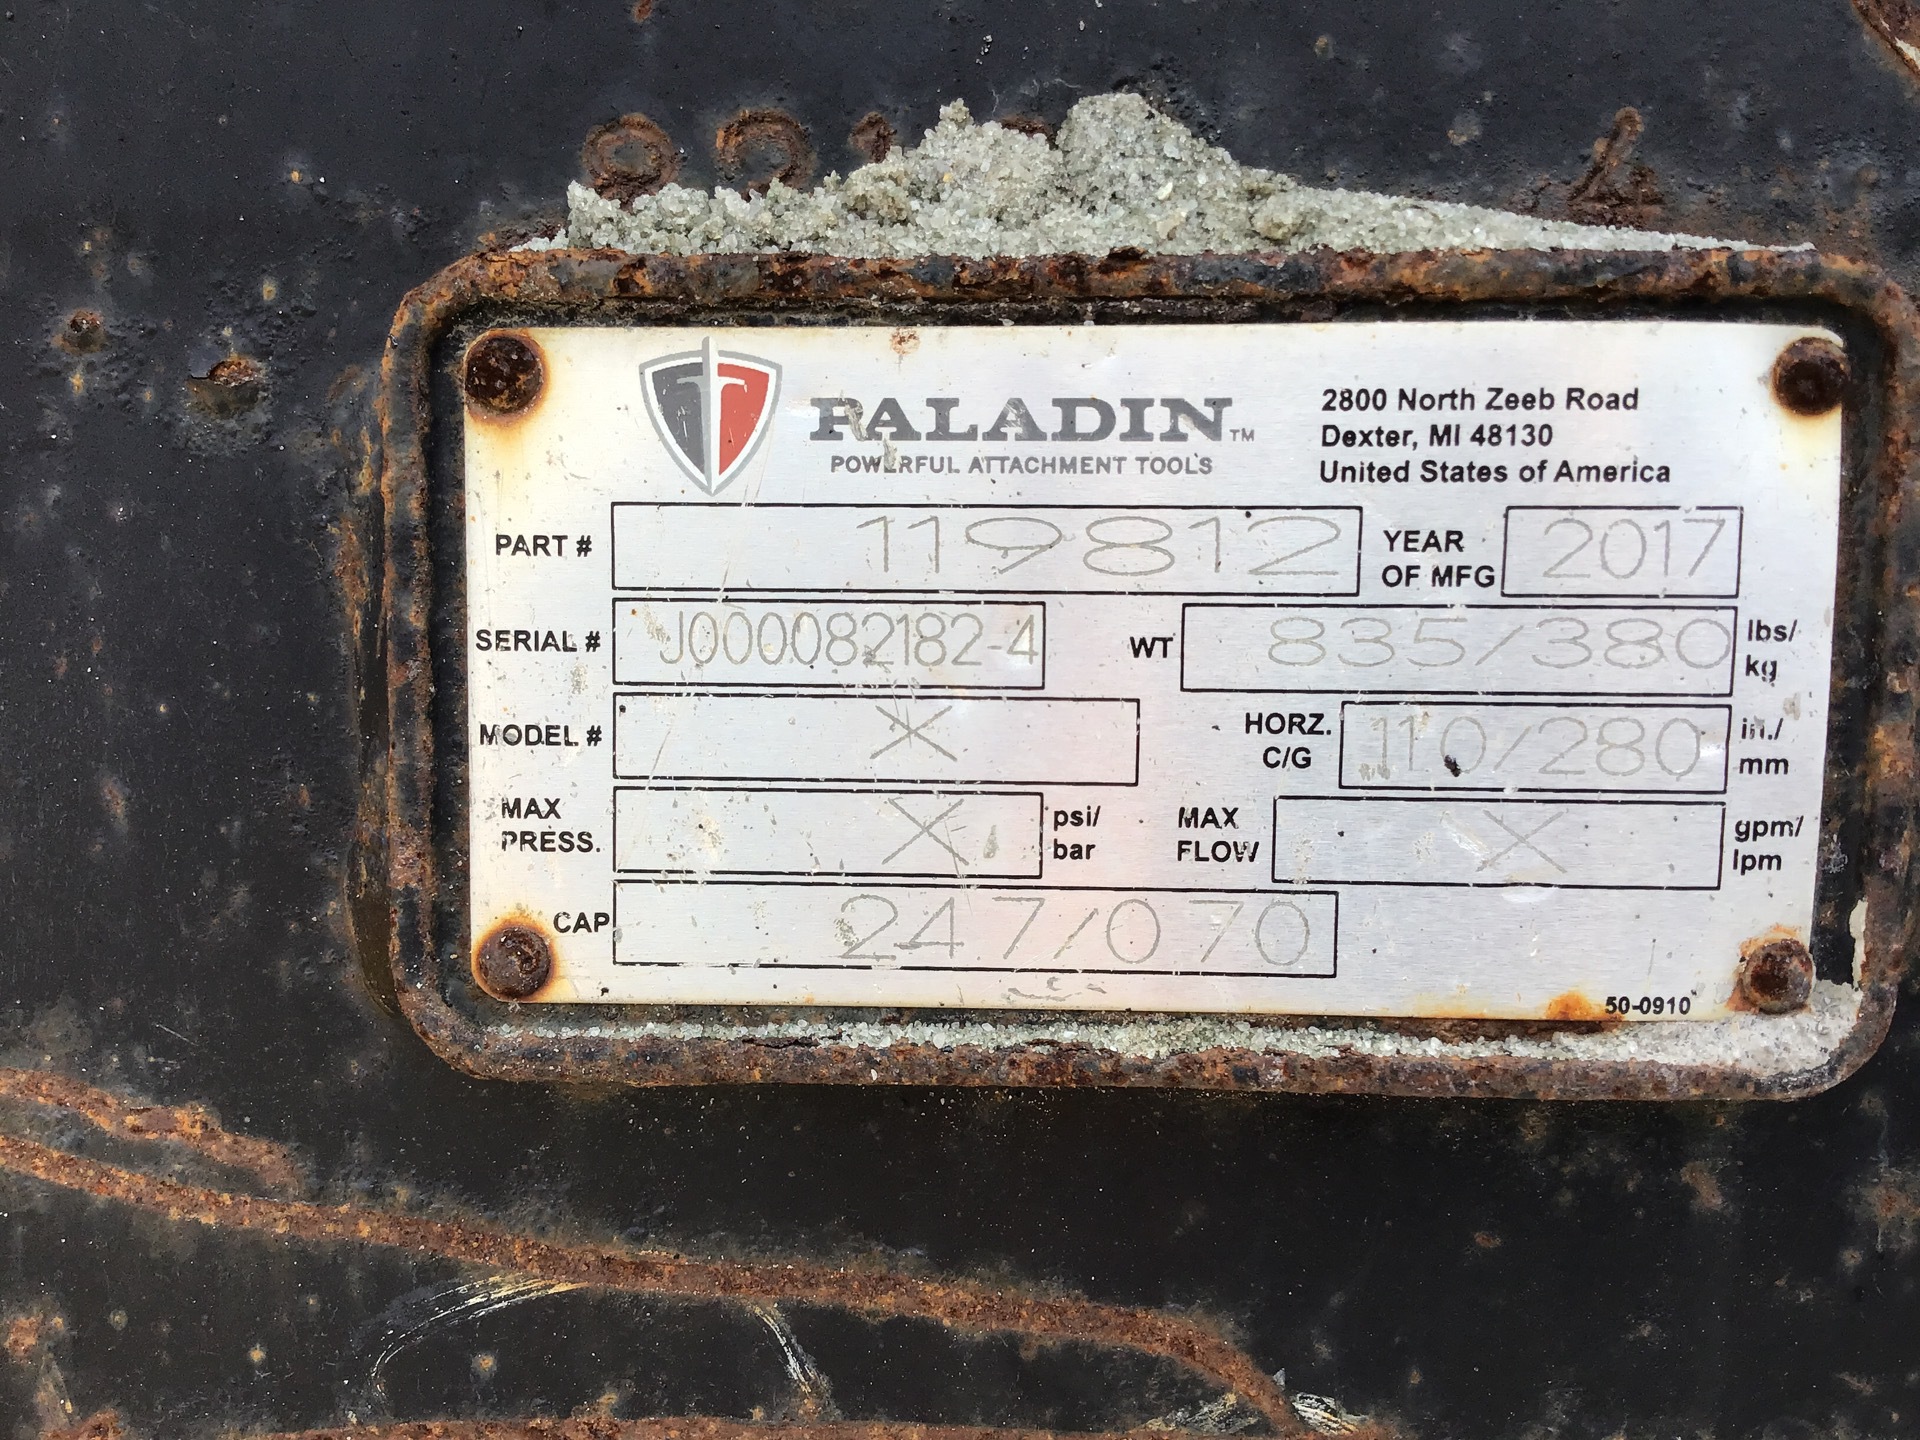 PALADIN™
POWERFUL ATTACHMENT TOOLS
2800 North Zeeb Road
Dexter, MI 48130
United States of America
PART # 119812 YEAR OF MFG 2017
SERIAL # J000082182-4 WT 835/380 lbs/ kg
MODEL # X HORZ. C/G 110/280 in./ mm
MAX PRESS. X psi/ bar MAX FLOW X gpm/ lpm
CAP 247/070
50-0910